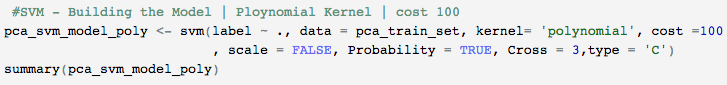 #SVM - Building the Model | Ploynomial Kernel | cost 100
pca_svm_model_poly <- svm(label ~ ., data = pca_train_set, kernel= 'polynomial', cost =100
, scale = FALSE, Probability = TRUE, Cross = 3,type = 'C')
summary(pca_svm_model_poly)